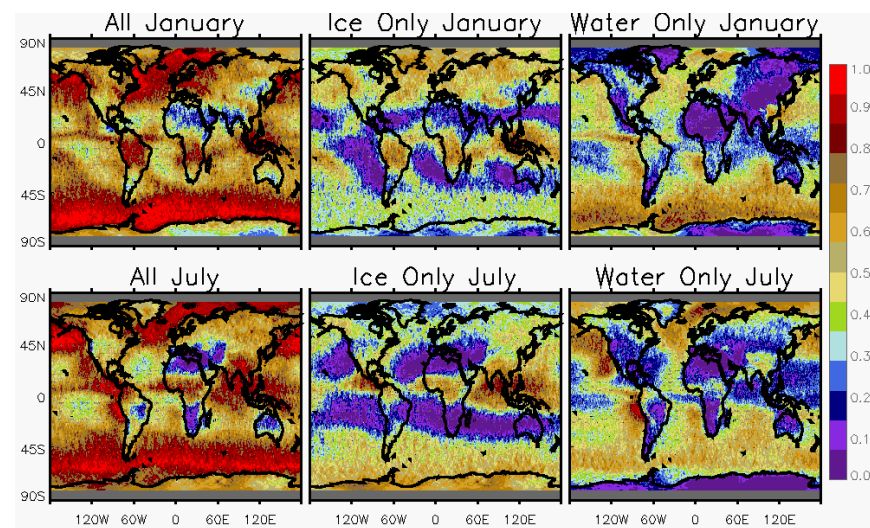 All January Ice Only January Water Only January
90N
45N
0
45S
90S
1.0
0.9
0.8
0.7
0.6
0.5
0.4
0.3
0.2
0.1
0.0
All July Ice Only July Water Only July
90N
45N
0
45S
90S
120W 60W 0 60E 120E 120W 60W 0 60E 120E 120W 60W 0 60E 120E